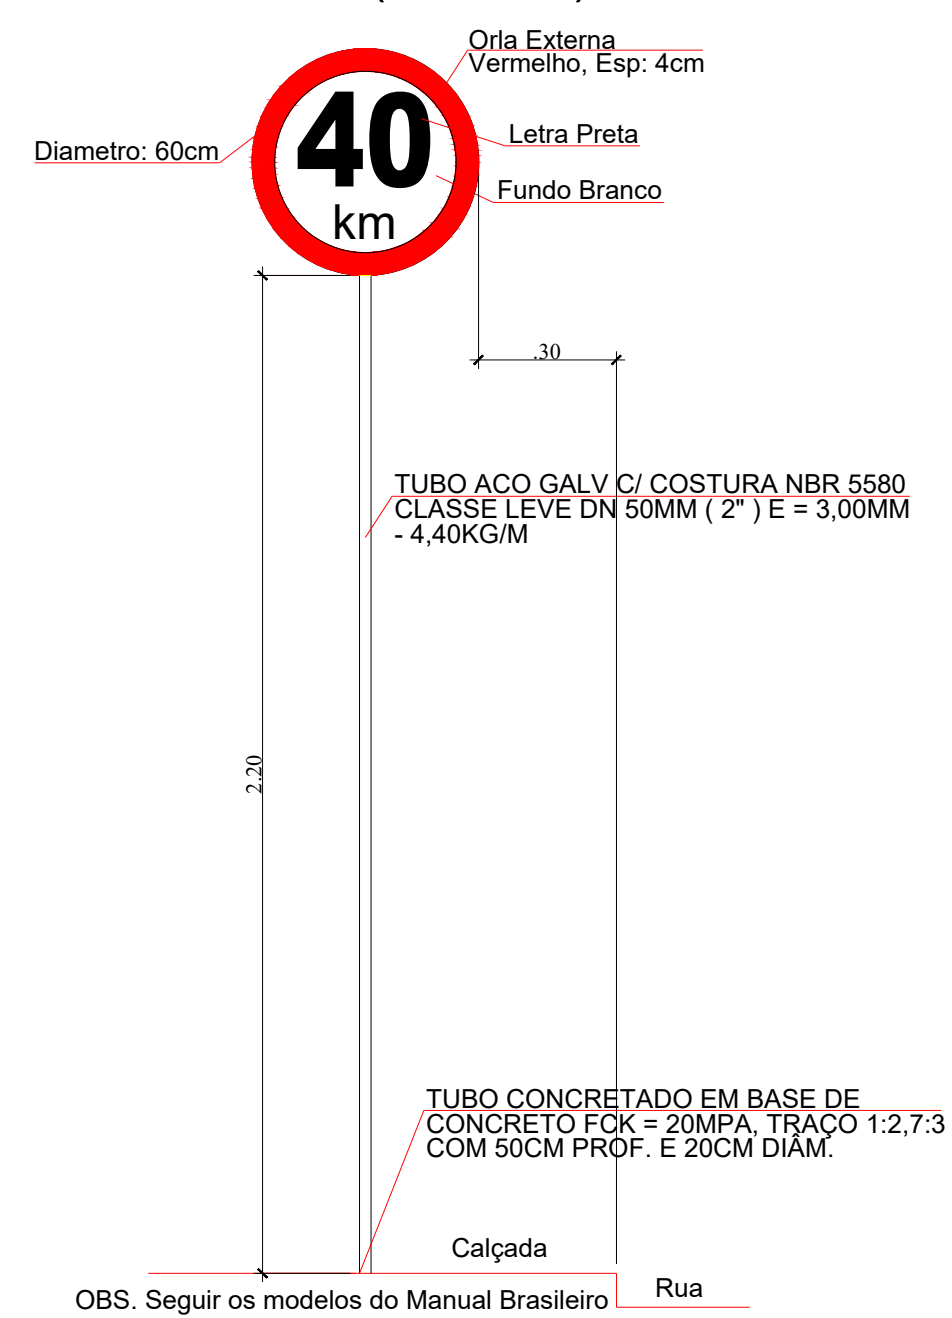 Orla Externa
Vermelho, Esp: 4cm
40
km
Letra Preta
Diametro: 60cm
Fundo Branco
.30
TUBO ACO GALV C/ COSTURA NBR 5580
CLASSE LEVE DN 50MM ( 2" ) E = 3,00MM
- 4,40KG/M
2.20
TUBO CONCRETADO EM BASE DE
CONCRETO FCK = 20MPA, TRAÇO 1:2,7:3
COM 50CM PROF. E 20CM DIÂM.
Calçada
Rua
OBS. Seguir os modelos do Manual Brasileiro